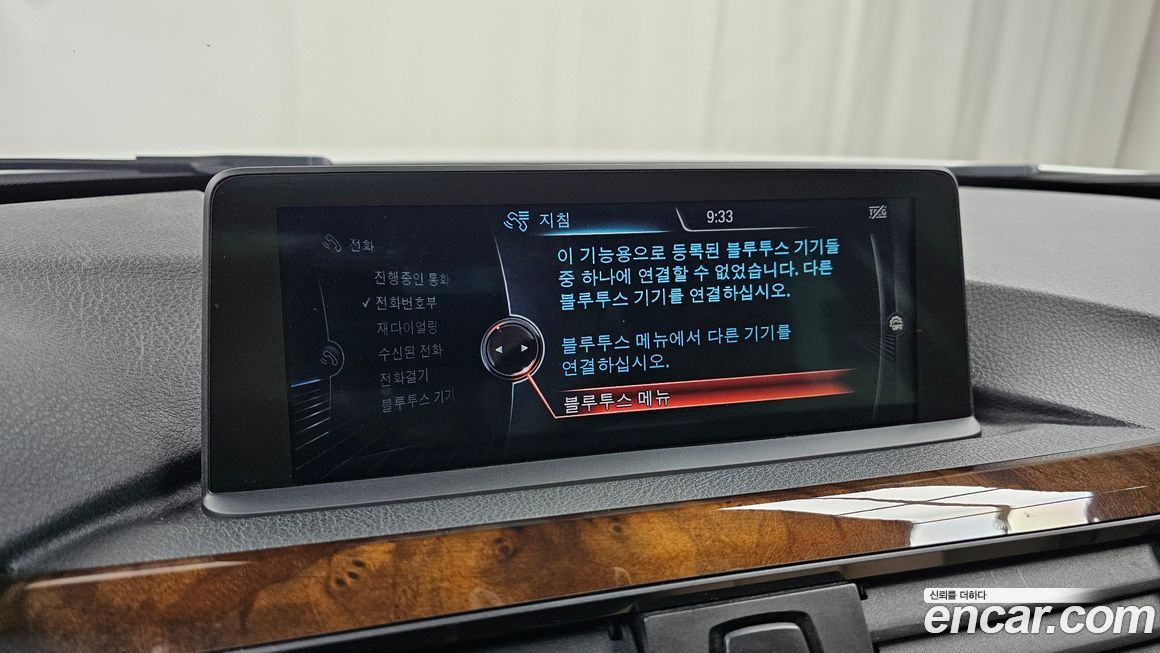 지침
9:33
전화
진행중인 통화
✓ 전화번호부
재다이얼링
수신된 전화
전화걸기
블루투스 기기
이 기능용으로 등록된 블루투스 기기들
중 하나에 연결할 수 없었습니다. 다른
블루투스 기기를 연결하십시오.
블루투스 메뉴에서 다른 기기를
연결하십시오.
블루투스 메뉴
OFF
신뢰를 더하다
encar.com